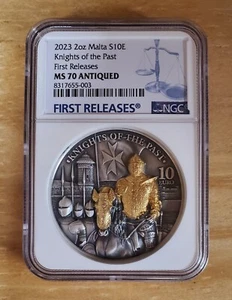 2023 2oz Malta S10E
Knights of the Past
First Releases
MS 70 ANTIQUED
8317655-003
FIRST RELEASES
NGC
KNIGHTS OF THE PAST
10
EURO